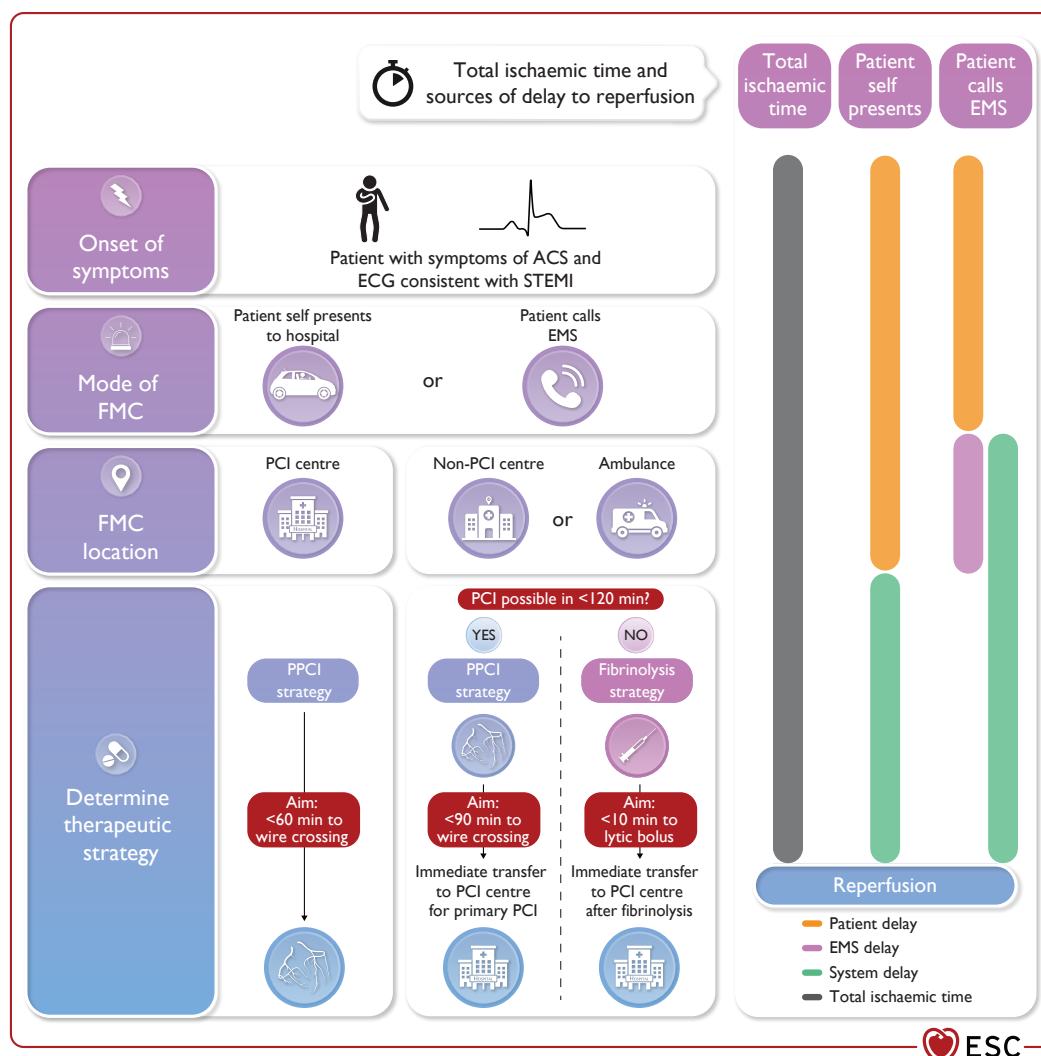 Total ischaemic time and
sources of delay to reperfusion
Total
ischaemic
time
Patient
self
presents
Patient
calls
EMS
Onset of
symptoms
Patient with symptoms of ACS and
ECG consistent with STEMI
Mode of
FMC
Patient self presents
to hospital
or
Patient calls
EMS
FMC
location
PCI centre
HOSPITAL
Non-PCI centre
or
Ambulance
Determine
therapeutic
strategy
PPCI
strategy
Aim:
<60 min to
wire crossing
PCI possible in <120 min?
YES
PPCI
strategy
Aim:
<90 min to
wire crossing
Immediate transfer
to PCI centre
for primary PCI
HOSPITAL
NO
Fibrinolysis
strategy
Aim:
<10 min to
lytic bolus
Immediate transfer
to PCI centre
after fibrinolysis
HOSPITAL
Reperfusion
Patient delay
EMS delay
System delay
Total ischaemic time
ESC